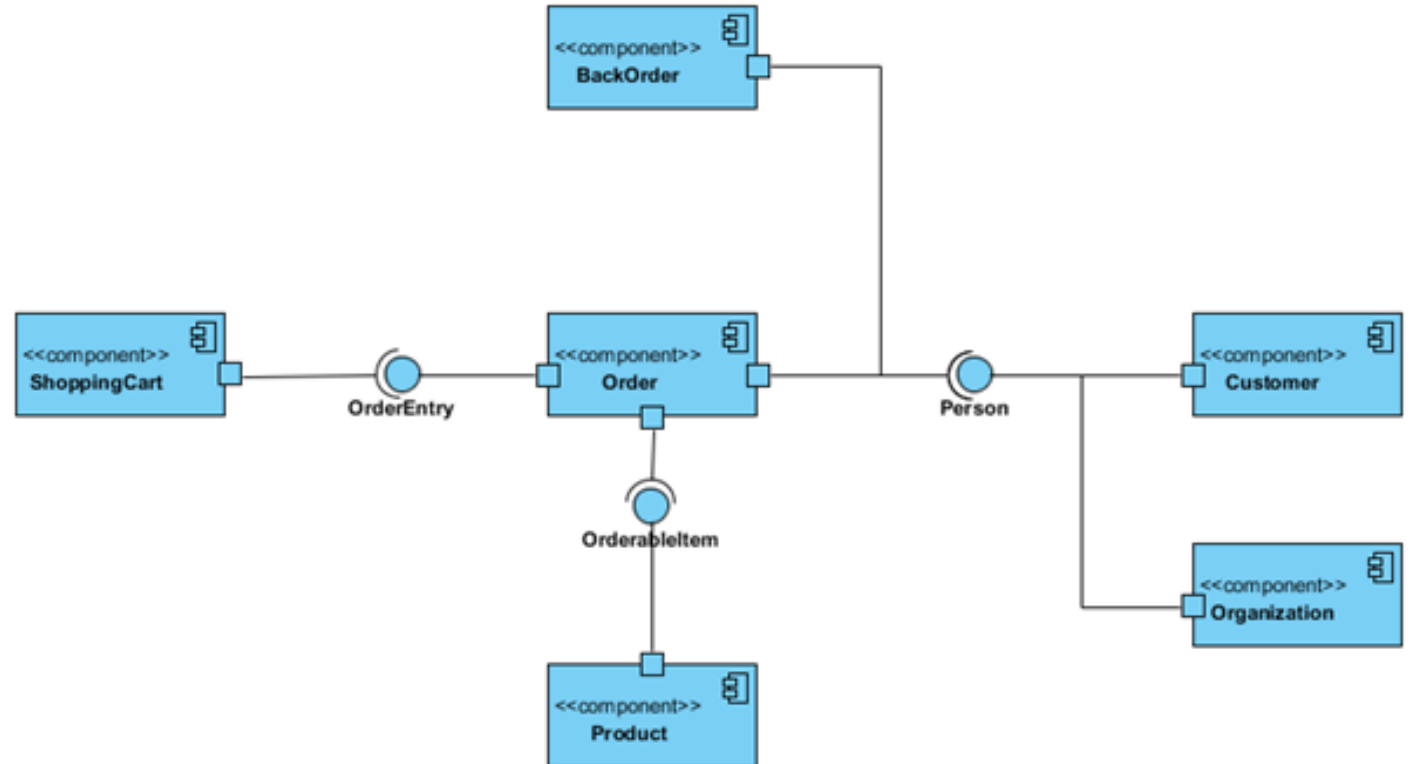 <<component>>
BackOrder
<<component>>
ShoppingCart
OrderEntry
<<component>>
Order
Person
<<component>>
Customer
OrderableItem
<<component>>
Organization
<<component>>
Product